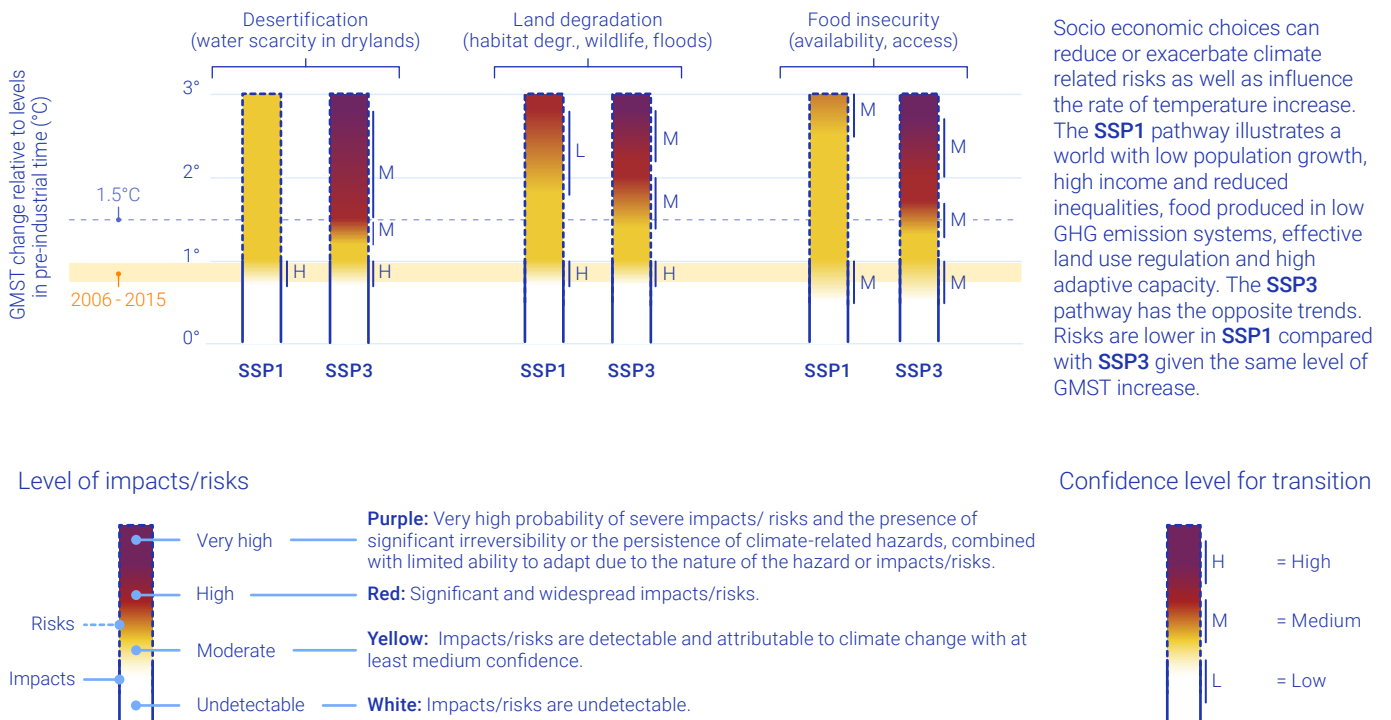 Desertification
(water scarcity in drylands)
Land degradation
(habitat degr., wildlife, floods)
Food insecurity
(availability, access)
GMST change relative to levels
in pre-industrial time (°C)
3°
2°
1°
0°
1.5°C
2006 - 2015
M
M
H
H
L
H
M
M
H
M
M
M
M
M
SSP1
SSP3
SSP1
SSP3
SSP1
SSP3
Socio economic choices can
reduce or exacerbate climate
related risks as well as influence
the rate of temperature increase.
The SSP1 pathway illustrates a
world with low population growth,
high income and reduced
inequalities, food produced in low
GHG emission systems, effective
land use regulation and high
adaptive capacity. The SSP3
pathway has the opposite trends.
Risks are lower in SSP1 compared
with SSP3 given the same level of
GMST increase.
Level of impacts/risks
Risks
Impacts
Very high
Purple: Very high probability of severe impacts/ risks and the presence of
significant irreversibility or the persistence of climate-related hazards, combined
with limited ability to adapt due to the nature of the hazard or impacts/risks.
High
Red: Significant and widespread impacts/risks.
Moderate
Yellow: Impacts/risks are detectable and attributable to climate change with at
least medium confidence.
Undetectable
White: Impacts/risks are undetectable.
Confidence level for transition
H = High
M = Medium
L = Low